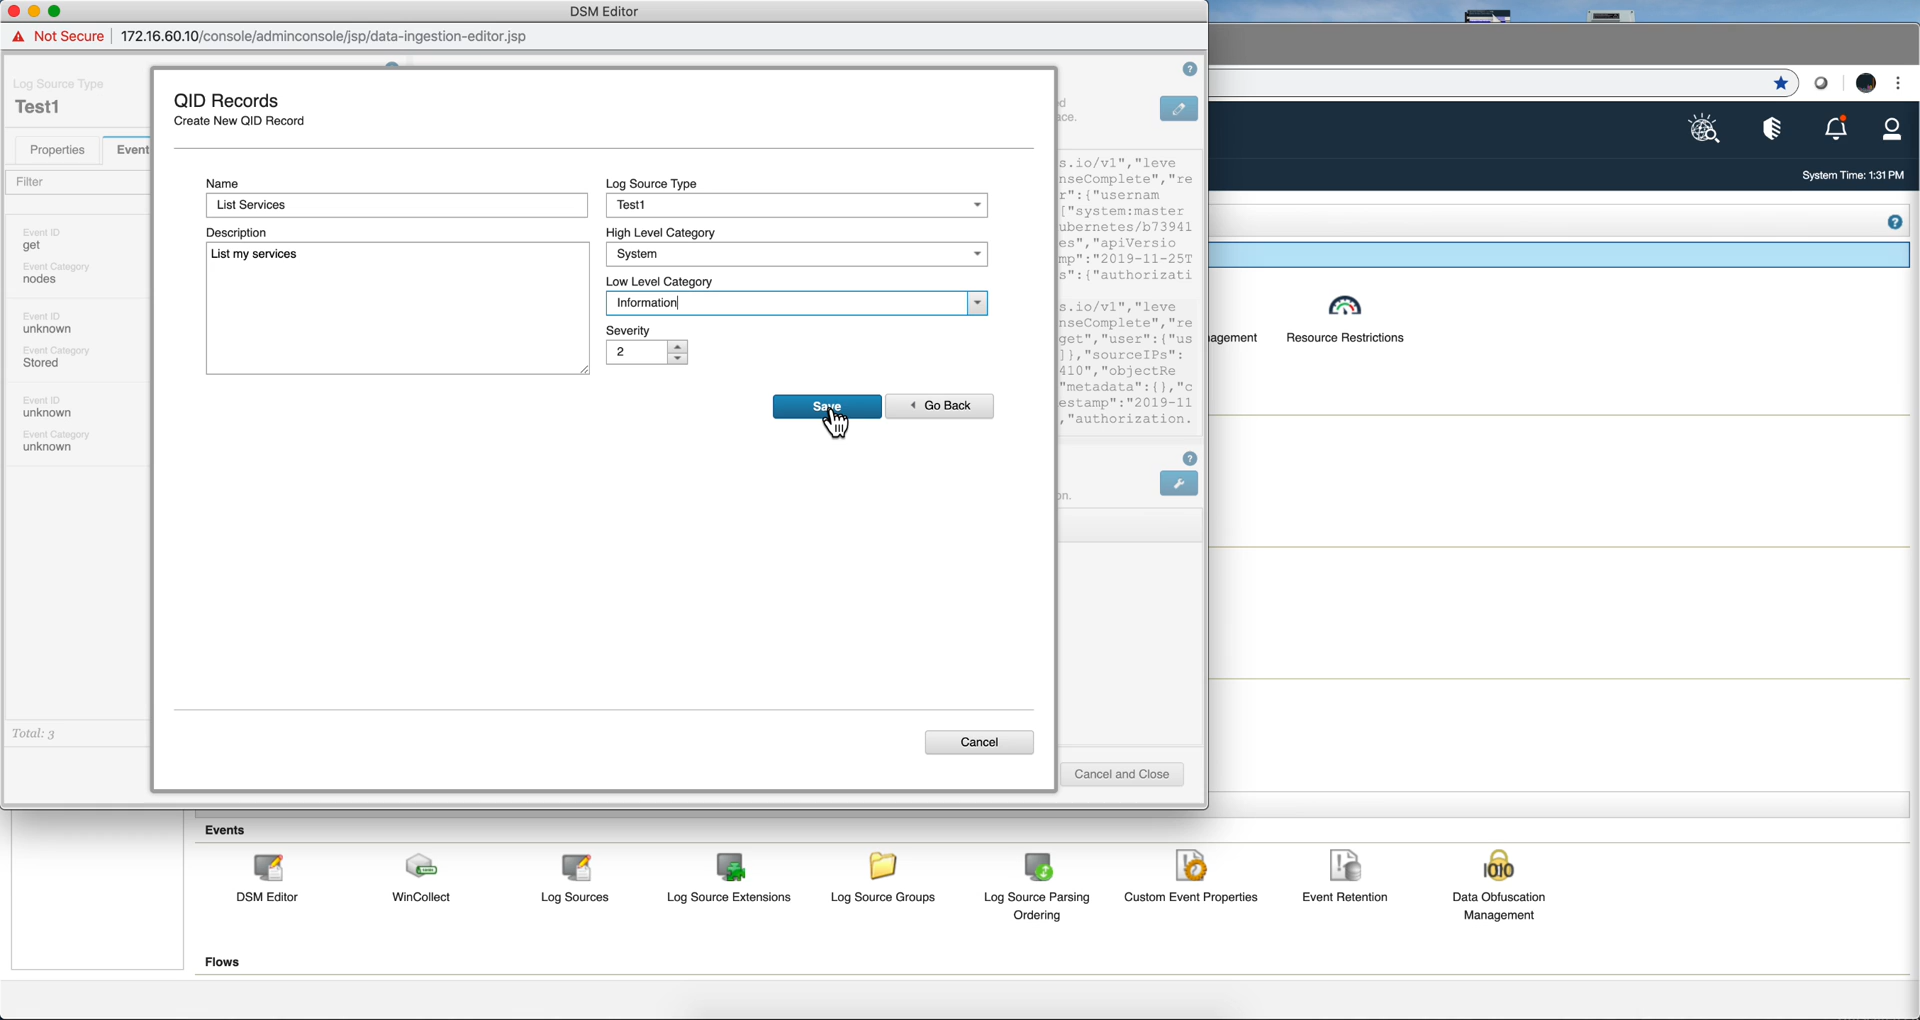 DSM Editor
Not Secure 172.16.60.10/console/adminconsole/jsp/data-ingestion-editor.jsp
Log Source Type
Test1
Properties Event
Filter
Event ID
get
Event Category
nodes
Event ID
unknown
Event Category
Stored
Event ID
unknown
Event Category
unknown
Total: 3
QID Records
Create New QID Record
Name
List Services
Description
List my services
Log Source Type
Test1
High Level Category
System
Low Level Category
Information
Severity
2
Save Go Back
Cancel
d
ace.
s.io/v1","leve
nseComplete","re
r":{"usernam
["system:master
ubernetes/b73941
es","apiVersio
mp":"2019-11-25T
s":{"authorizati
s.io/v1","leve
nseComplete","re
get","user":{"us
]},"sourceIPs":
410","objectRe
"metadata":{},"c
estamp":"2019-11
,"authorization.
on.
Cancel and Close
System Time: 1:31 PM
agement Resource Restrictions
Events
DSM Editor WinCollect Log Sources Log Source Extensions Log Source Groups Log Source Parsing Ordering Custom Event Properties Event Retention Data Obfuscation Management
Flows